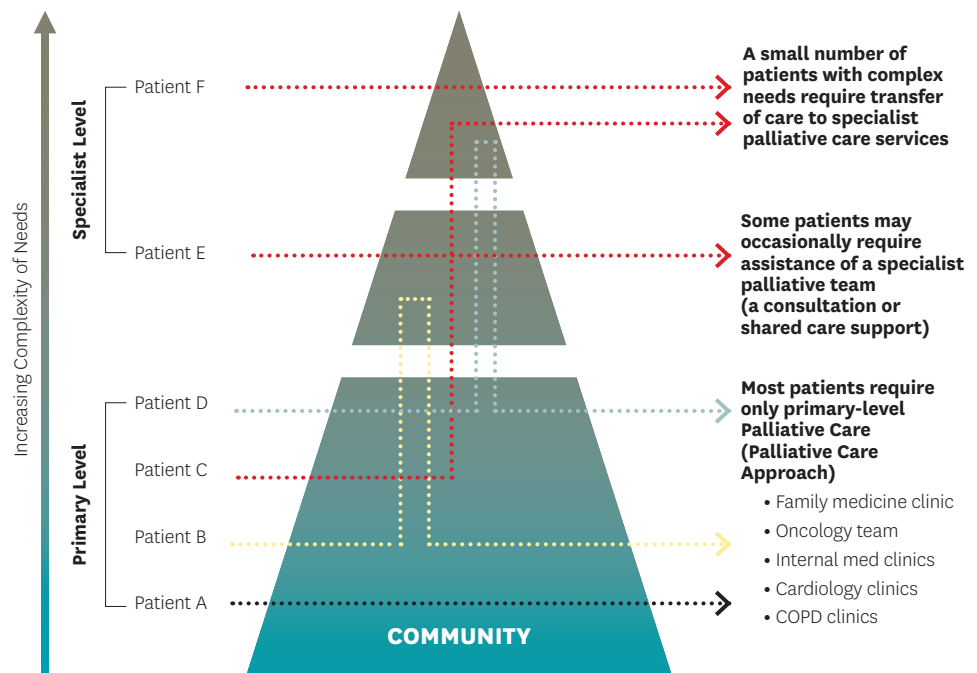 Increasing Complexity of Needs
Specialist Level
Patient F
Patient E
Primary Level
Patient D
Patient C
Patient B
Patient A
COMMUNITY
A small number of
patients with complex
needs require transfer
of care to specialist
palliative care services
Some patients may
occasionally require
assistance of a specialist
palliative team
(a consultation or
shared care support)
Most patients require
only primary-level
Palliative Care
(Palliative Care
Approach)
• Family medicine clinic
• Oncology team
• Internal med clinics
• Cardiology clinics
• COPD clinics